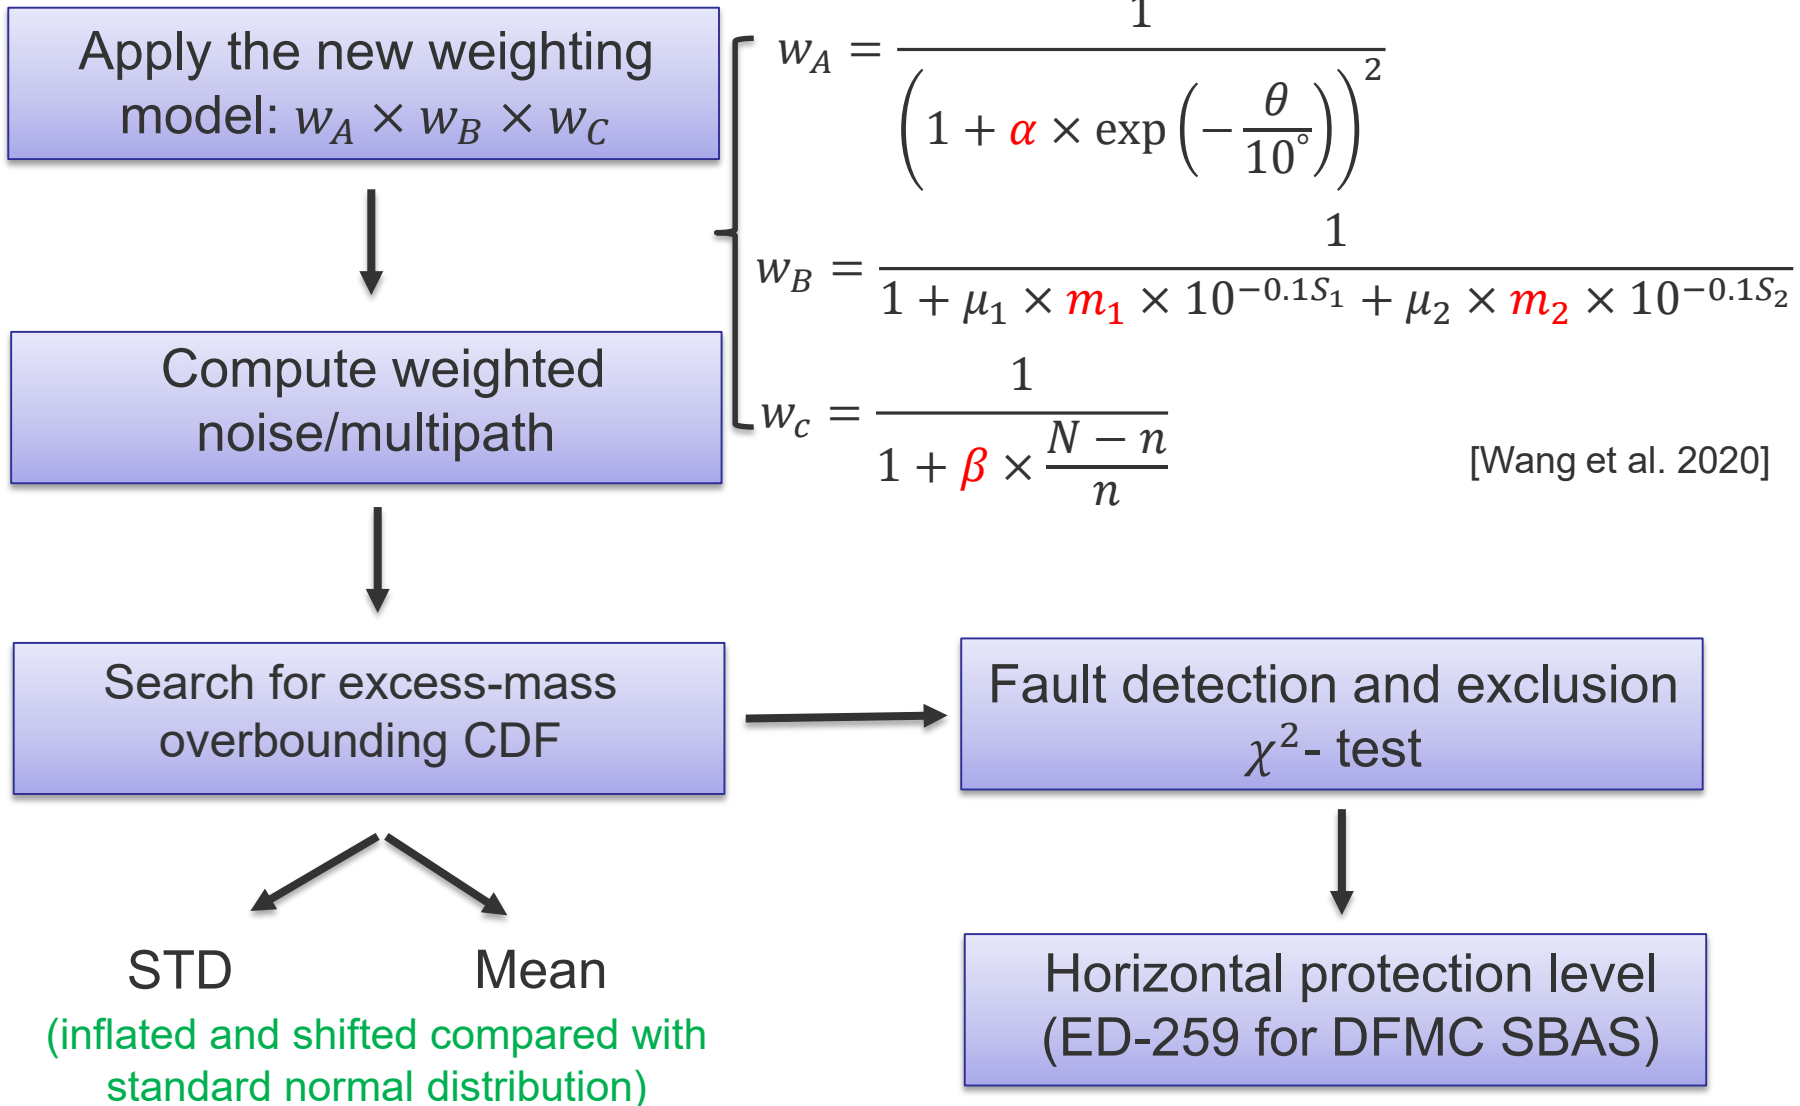 Apply the new weighting
model: w_A × w_B × w_C
w_A = 1 / (1 + α × exp(−θ/10°))^2
w_B = 1 / (1 + μ_1 × m_1 × 10^{−0.1S_1} + μ_2 × m_2 × 10^{−0.1S_2})
w_c = 1 / (1 + β × (N − n)/n)
[Wang et al. 2020]
Compute weighted
noise/multipath
Search for excess-mass
overbounding CDF
STD
Mean
(inflated and shifted compared with
standard normal distribution)
Fault detection and exclusion
χ^2- test
Horizontal protection level
(ED-259 for DFMC SBAS)